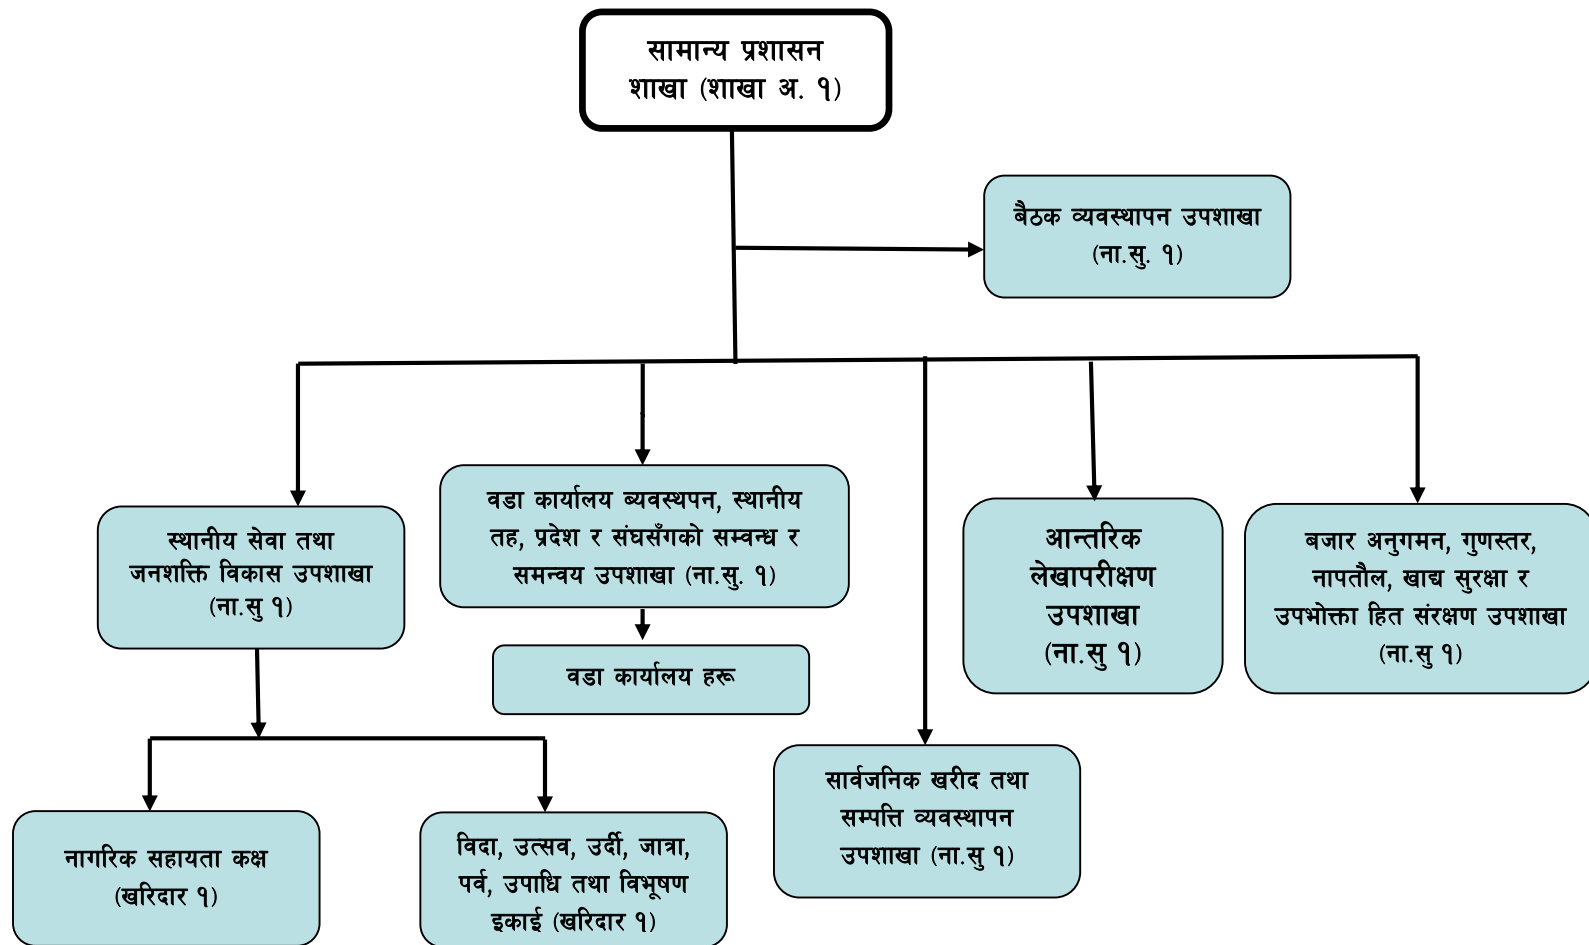 सामान्य प्रशासन
शाखा (शाखा अ. १)
बैठक व्यवस्थापन उपशाखा
(ना.सु. १)
स्थानीय सेवा तथा
जनशक्ति विकास उपशाखा
(ना.सु १)
वडा कार्यालय ब्यवस्थपन, स्थानीय
तह, प्रदेश र संघसँगको सम्वन्ध र
समन्वय उपशाखा (ना.सु. १)
वडा कार्यालय हरू
आन्तरिक
लेखापरीक्षण
उपशाखा
(ना.सु १)
बजार अनुगमन, गुणस्तर,
नापतौल, खाद्य सुरक्षा र
उपभोक्ता हित संरक्षण उपशाखा
(ना.सु १)
सार्वजनिक खरीद तथा
सम्पत्ति व्यवस्थापन
उपशाखा (ना.सु १)
नागरिक सहायता कक्ष
(खरिदार १)
विदा, उत्सव, उर्दी, जात्रा,
पर्व, उपाधि तथा विभूषण
इकाई (खरिदार १)